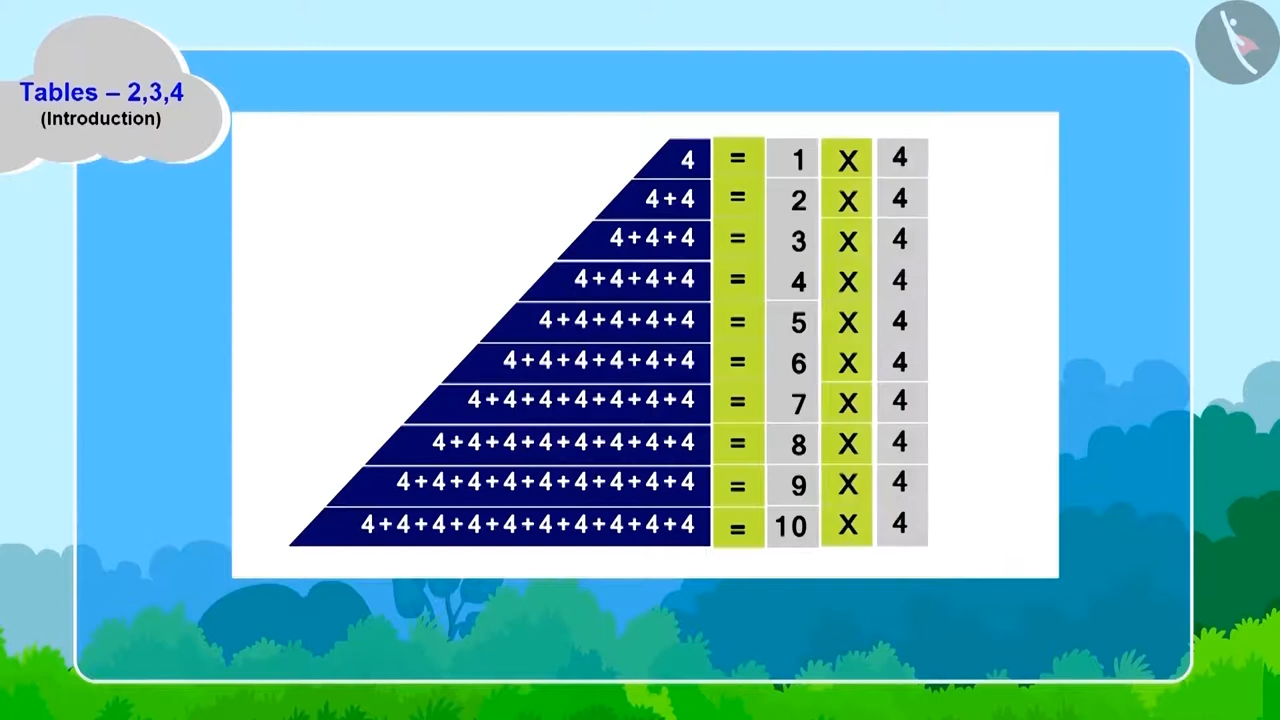 Tables – 2,3,4
(Introduction)
4 = 1 X 4
4+4 = 2 X 4
4+4+4 = 3 X 4
4+4+4+4 = 4 X 4
4+4+4+4+4 = 5 X 4
4+4+4+4+4+4 = 6 X 4
4+4+4+4+4+4+4 = 7 X 4
4+4+4+4+4+4+4+4 = 8 X 4
4+4+4+4+4+4+4+4+4 = 9 X 4
4+4+4+4+4+4+4+4+4+4 = 10 X 4